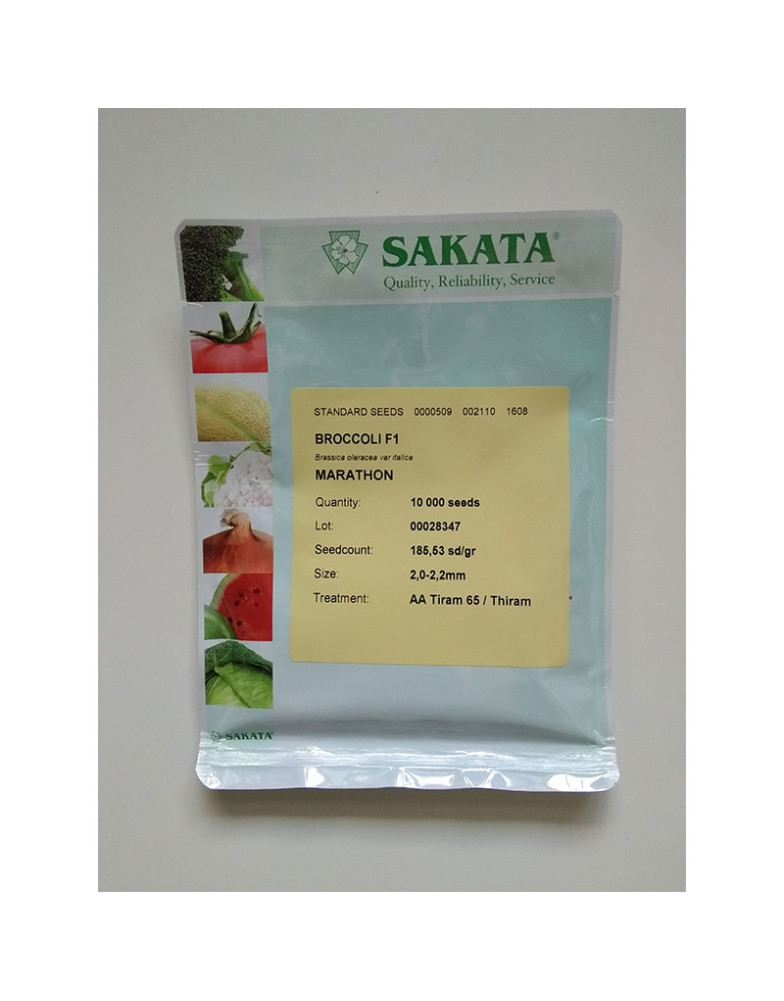 SAKATA®
Quality, Reliability, Service
STANDARD SEEDS 0000509 002110 1608
BROCCOLI F1
Brassica oleracea var italica
MARATHON
Quantity: 10 000 seeds
Lot: 00028347
Seedcount: 185,53 sd/gr
Size: 2,0-2,2mm
Treatment: AA Tiram 65 / Thiram
SAKATA